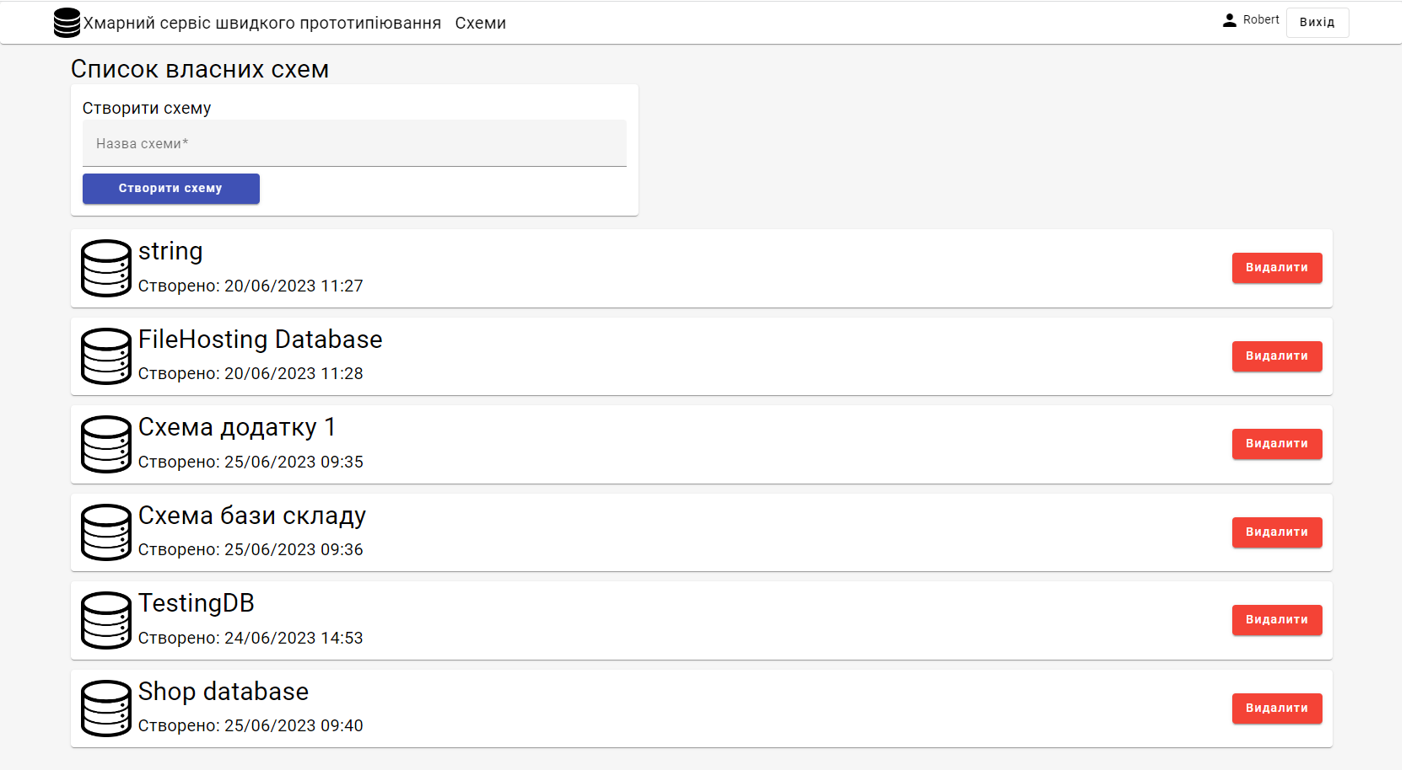 Хмарний сервіс швидкого прототипіювання Схеми Robert Вихід
Список власних схем
Створити схему
Назва схеми*
Створити схему
string
Створено: 20/06/2023 11:27
Видалити
FileHosting Database
Створено: 20/06/2023 11:28
Видалити
Схема додатку 1
Створено: 25/06/2023 09:35
Видалити
Схема бази складу
Створено: 25/06/2023 09:36
Видалити
TestingDB
Створено: 24/06/2023 14:53
Видалити
Shop database
Створено: 25/06/2023 09:40
Видалити